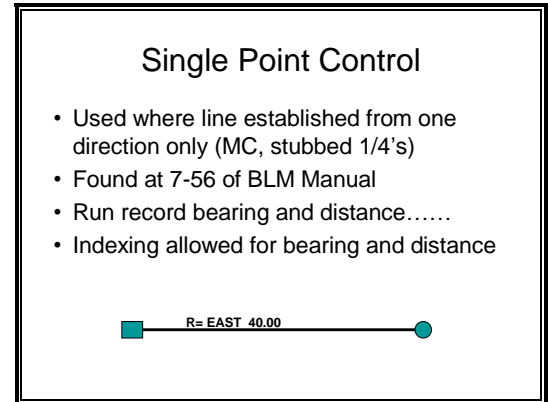 Single Point Control
• Used where line established from one
direction only (MC, stubbed 1/4's)
• Found at 7-56 of BLM Manual
• Run record bearing and distance……
• Indexing allowed for bearing and distance
R= EAST 40.00